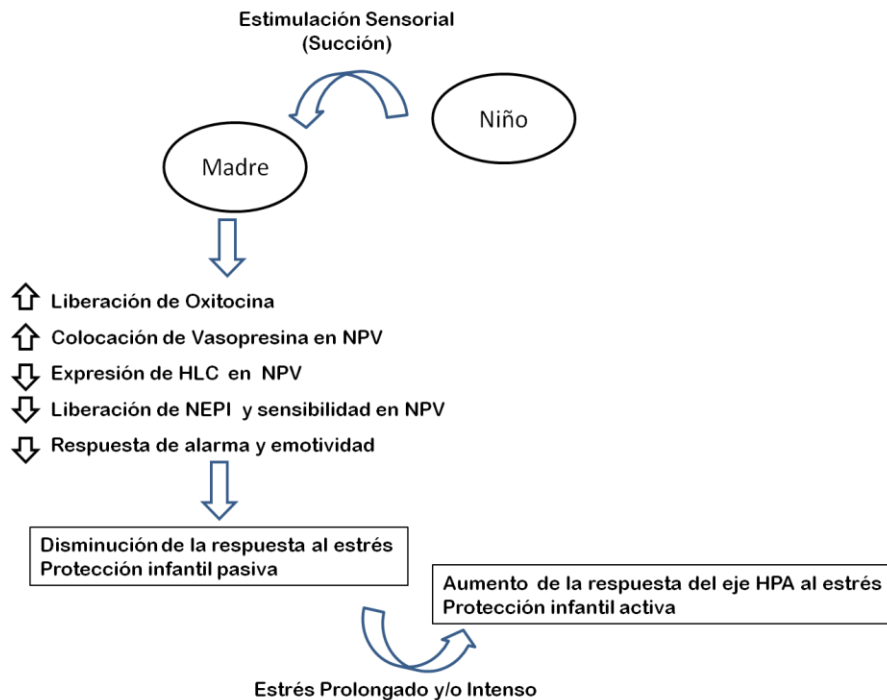 Estimulación Sensorial
(Succión)
Niño
Madre
Liberación de Oxitocina
Colocación de Vasopresina en NPV
Expresión de HLC en NPV
Liberación de NEPI y sensibilidad en NPV
Respuesta de alarma y emotividad
Disminución de la respuesta al estrés
Protección infantil pasiva
Aumento de la respuesta del eje HPA al estrés
Protección infantil activa
Estrés Prolongado y/o Intenso